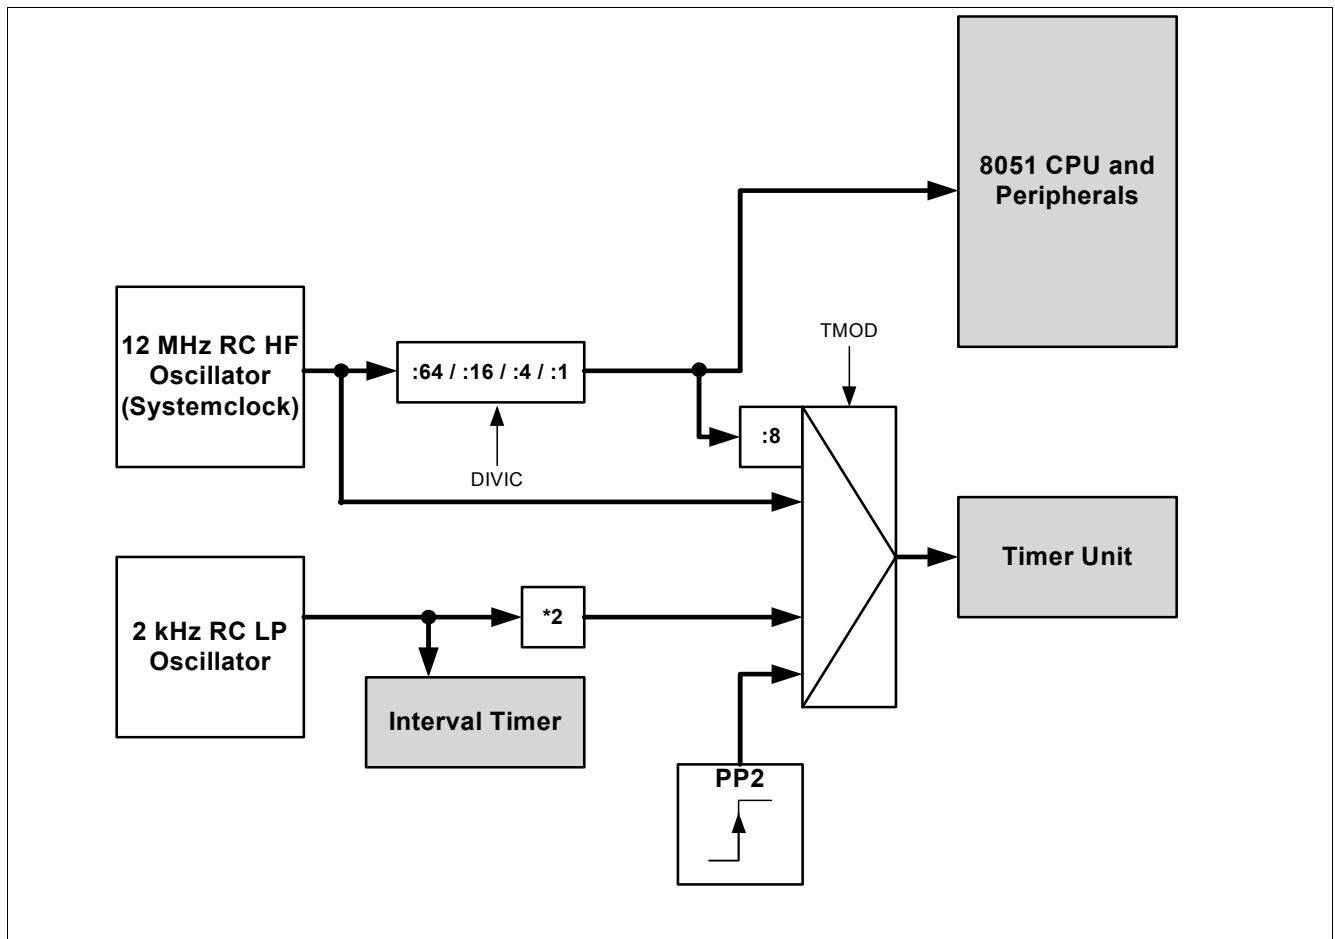 8051 CPU and
Peripherals
12 MHz RC HF
Oscillator
(Systemclock)
:64 / :16 / :4 / :1
DIVIC
TMOD
:8
Timer Unit
2 kHz RC LP
Oscillator
*2
Interval Timer
PP2